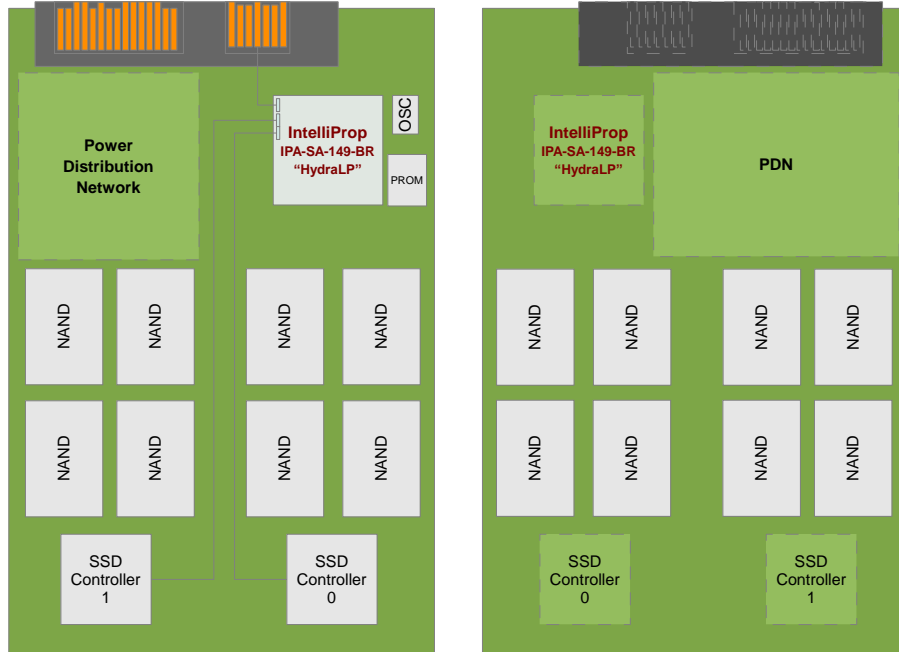 Power
Distribution
Network
IntelliProp
IPA-SA-149-BR
“HydraLP”
OSC
PROM
NAND
NAND
NAND
NAND
NAND
NAND
NAND
NAND
SSD
Controller
1
SSD
Controller
0
IntelliProp
IPA-SA-149-BR
“HydraLP”
PDN
NAND
NAND
NAND
NAND
NAND
NAND
NAND
NAND
SSD
Controller
0
SSD
Controller
1